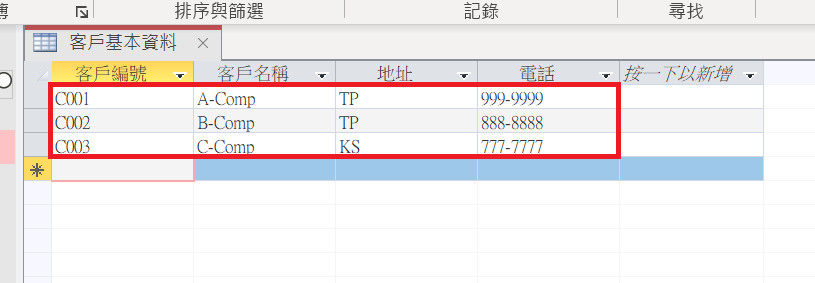 排序與篩選 記錄 尋找
客戶基本資料
客戶編號 客戶名稱 地址 電話 按一下以新增
C001 A-Comp TP 999-9999
C002 B-Comp TP 888-8888
C003 C-Comp KS 777-7777